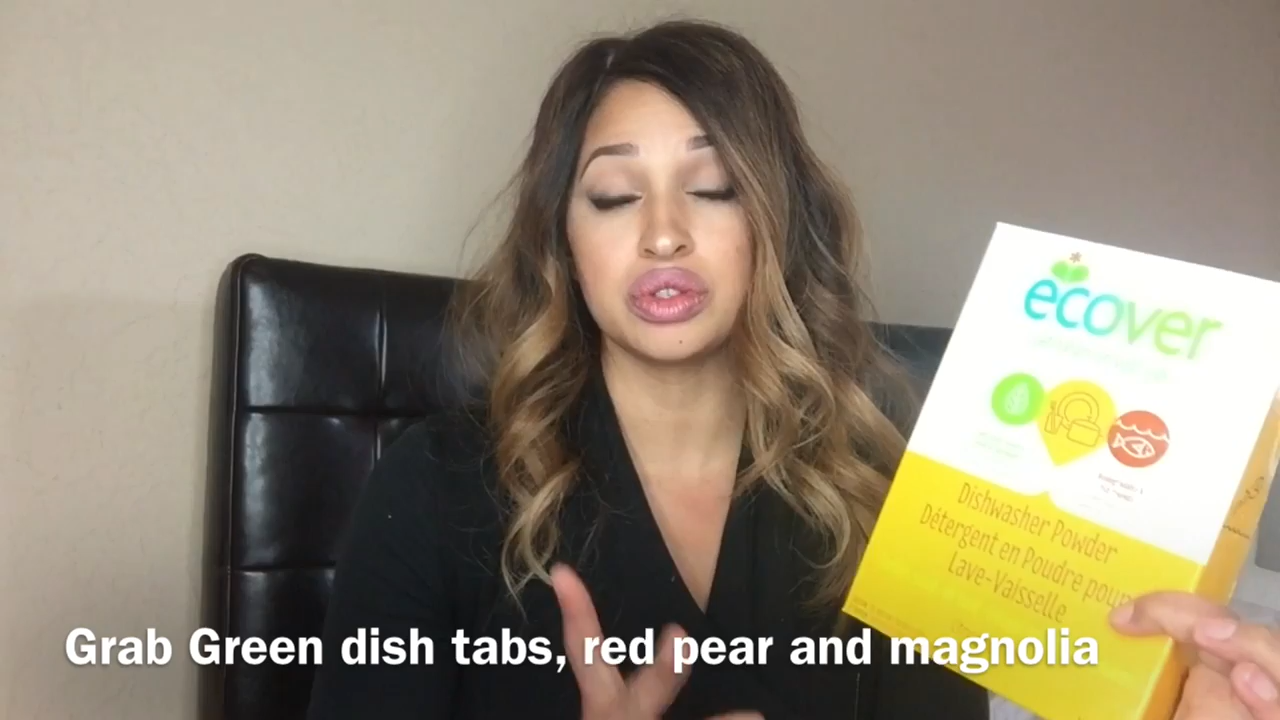 ecover
Dishwasher Powder
Détergent en Poudre pour
Lave-Vaisselle
Grab Green dish tabs, red pear and magnolia